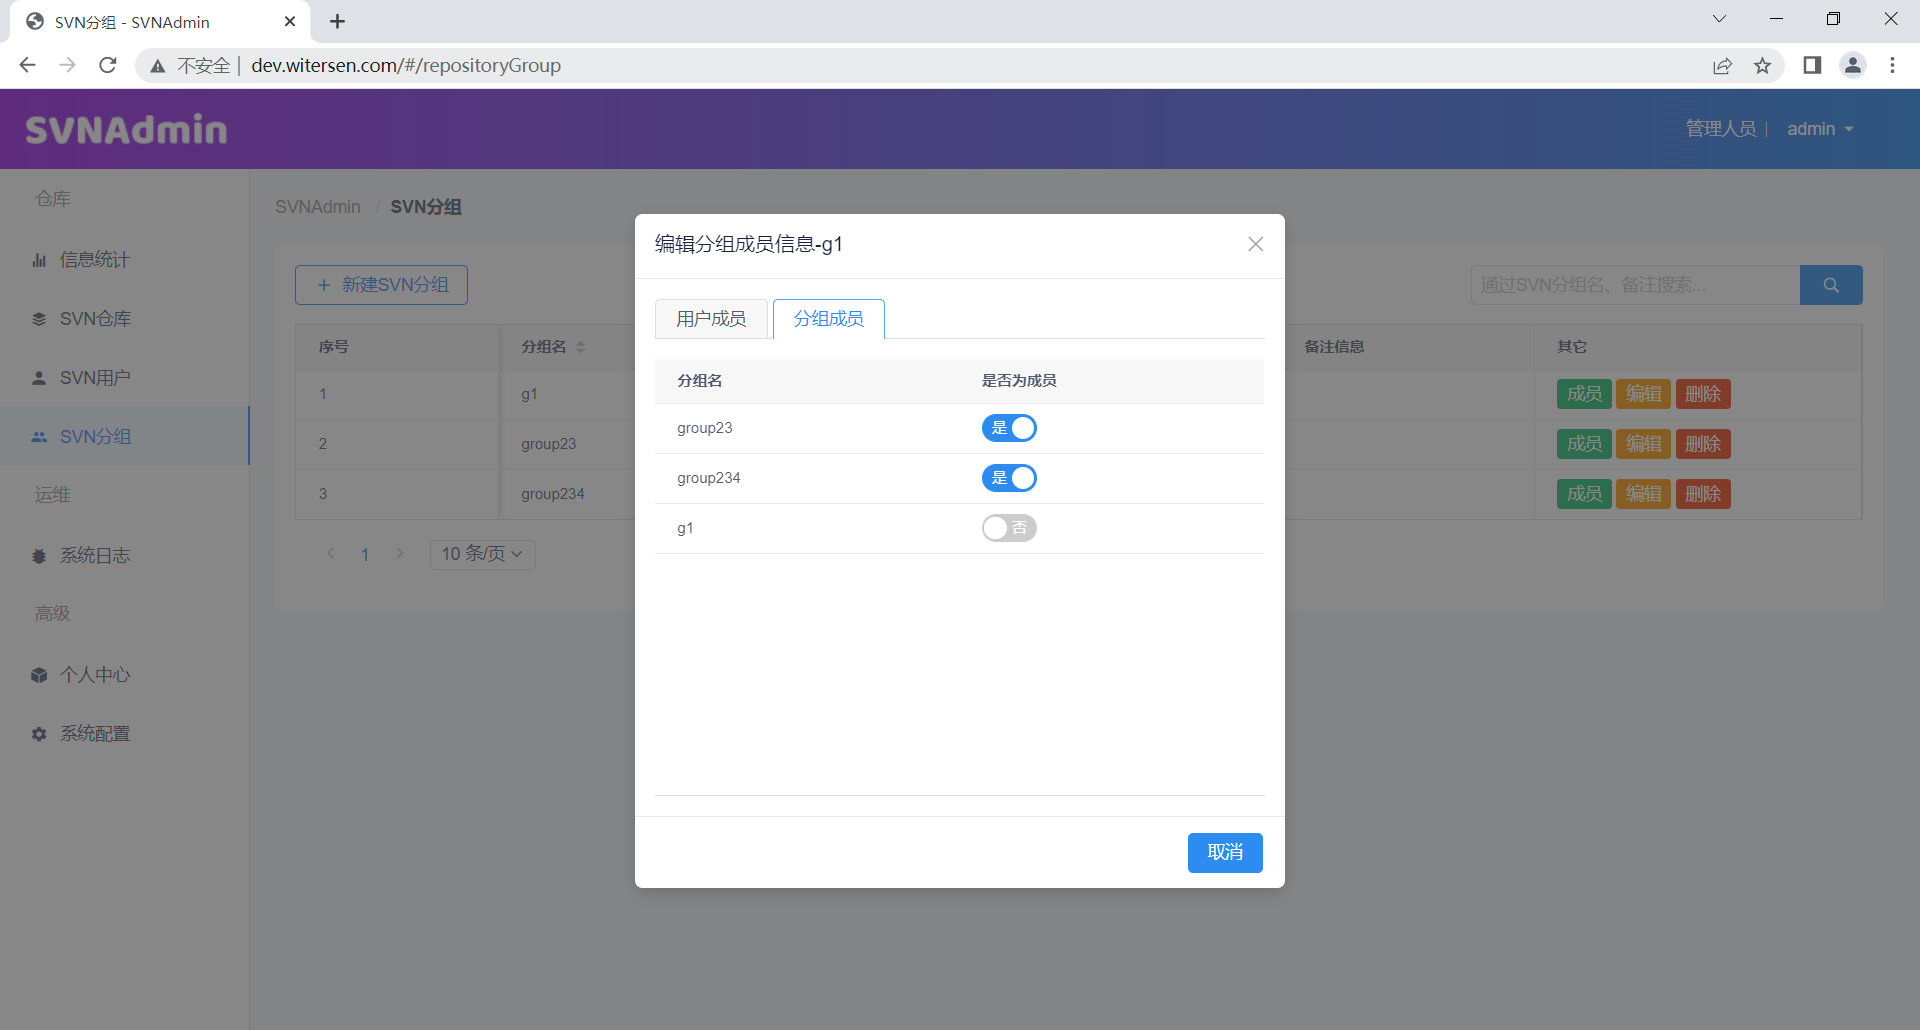 SVN分组 - SVNAdmin
不安全 | dev.witersen.com/#/repositoryGroup
SVNAdmin
管理人员 | admin
仓库
信息统计
SVN仓库
SVN用户
SVN分组
运维
系统日志
高级
个人中心
系统配置
SVNAdmin / SVN分组
+ 新建SVN分组
通过SVN分组名、备注搜索...
序号 分组名 备注信息 其它
1 g1 成员 编辑 删除
2 group23 成员 编辑 删除
3 group234 成员 编辑 删除
1 10 条/页
编辑分组成员信息-g1
用户成员 分组成员
分组名 是否为成员
group23 是
group234 是
g1 否
取消